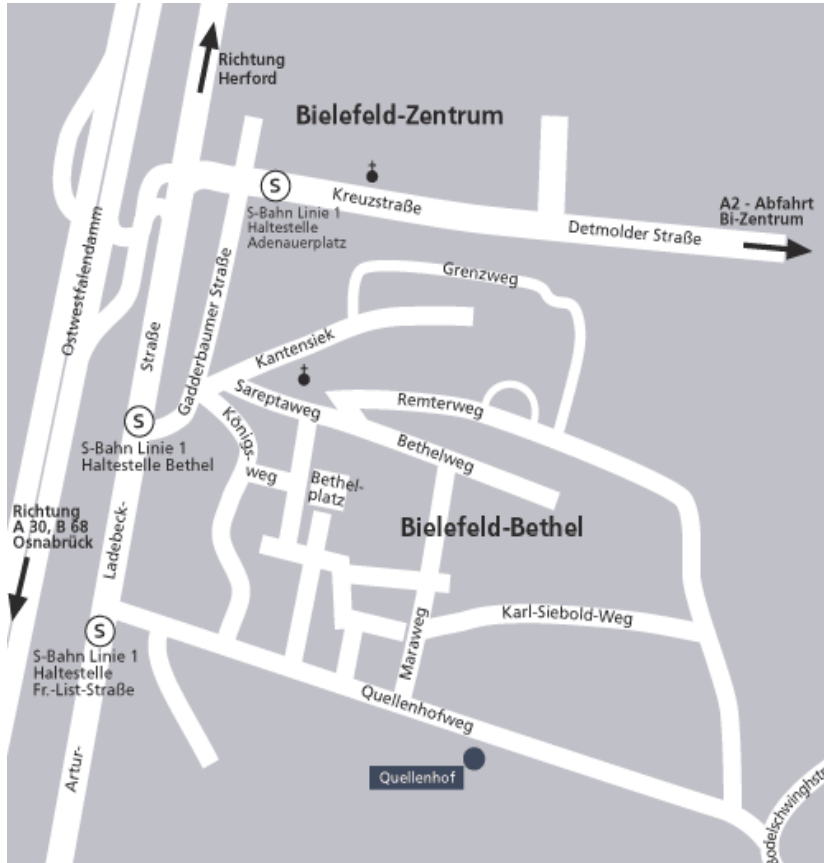 Richtung
Herford
Bielefeld-Zentrum
S
Kreuzstraße
S-Bahn Linie 1
Haltestelle
Adenauerplatz
A2 - Abfahrt
Bi-Zentrum
Detmolder Straße
Ostwestfalendamm
Grenzweg
Straße
Gadderbaumer Straße
Kantensiek
Sareptaweg
Remterweg
S
S-Bahn Linie 1
Haltestelle Bethel
Königs-
weg
Bethelweg
Bethel-
platz
Richtung
A 30, B 68
Osnabrück
Bielefeld-Bethel
Ladebeck-
S
Karl-Siebold-Weg
S-Bahn Linie 1
Haltestelle
Fr.-List-Straße
Maraweg
Quellenhofweg
Artur-
Quellenhof